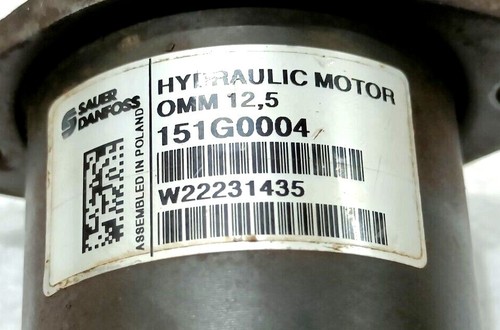 SAUER
DANFOSS
ASSEMBLED IN POLAND
HYDRAULIC MOTOR
OMM 12,5
151G0004
W22231435